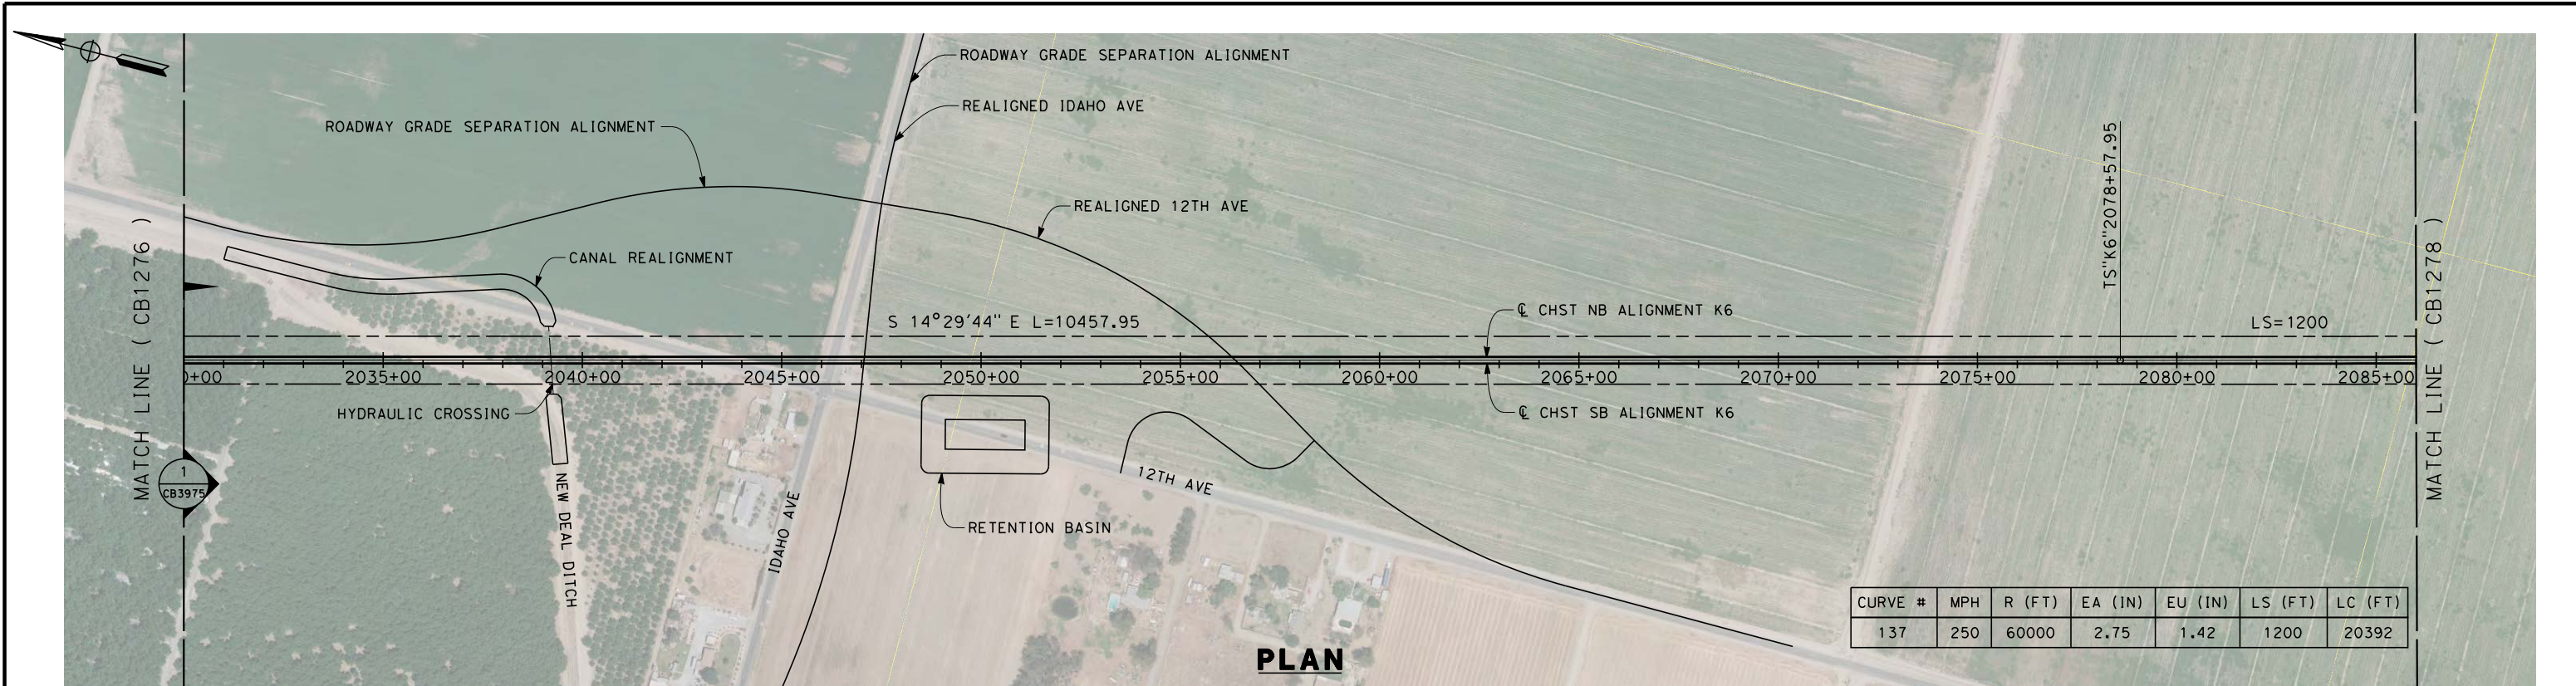 ROADWAY GRADE SEPARATION ALIGNMENT
REALIGNED IDAHO AVE
ROADWAY GRADE SEPARATION ALIGNMENT
REALIGNED 12TH AVE
CANAL REALIGNMENT
MATCH LINE ( CB1276 )
TS"K6"2078+57.95
MATCH LINE ( CB1278 )
S 14°29'44" E L=10457.95
℄ CHST NB ALIGNMENT K6
LS=1200
0+00 2035+00 2040+00 2045+00 2050+00 2055+00 2060+00 2065+00 2070+00 2075+00 2080+00 2085+00
HYDRAULIC CROSSING
℄ CHST SB ALIGNMENT K6
1
CB3975
NEW DEAL DITCH
IDAHO AVE
12TH AVE
RETENTION BASIN
CURVE # MPH R (FT) EA (IN) EU (IN) LS (FT) LC (FT)
137 250 60000 2.75 1.42 1200 20392
PLAN